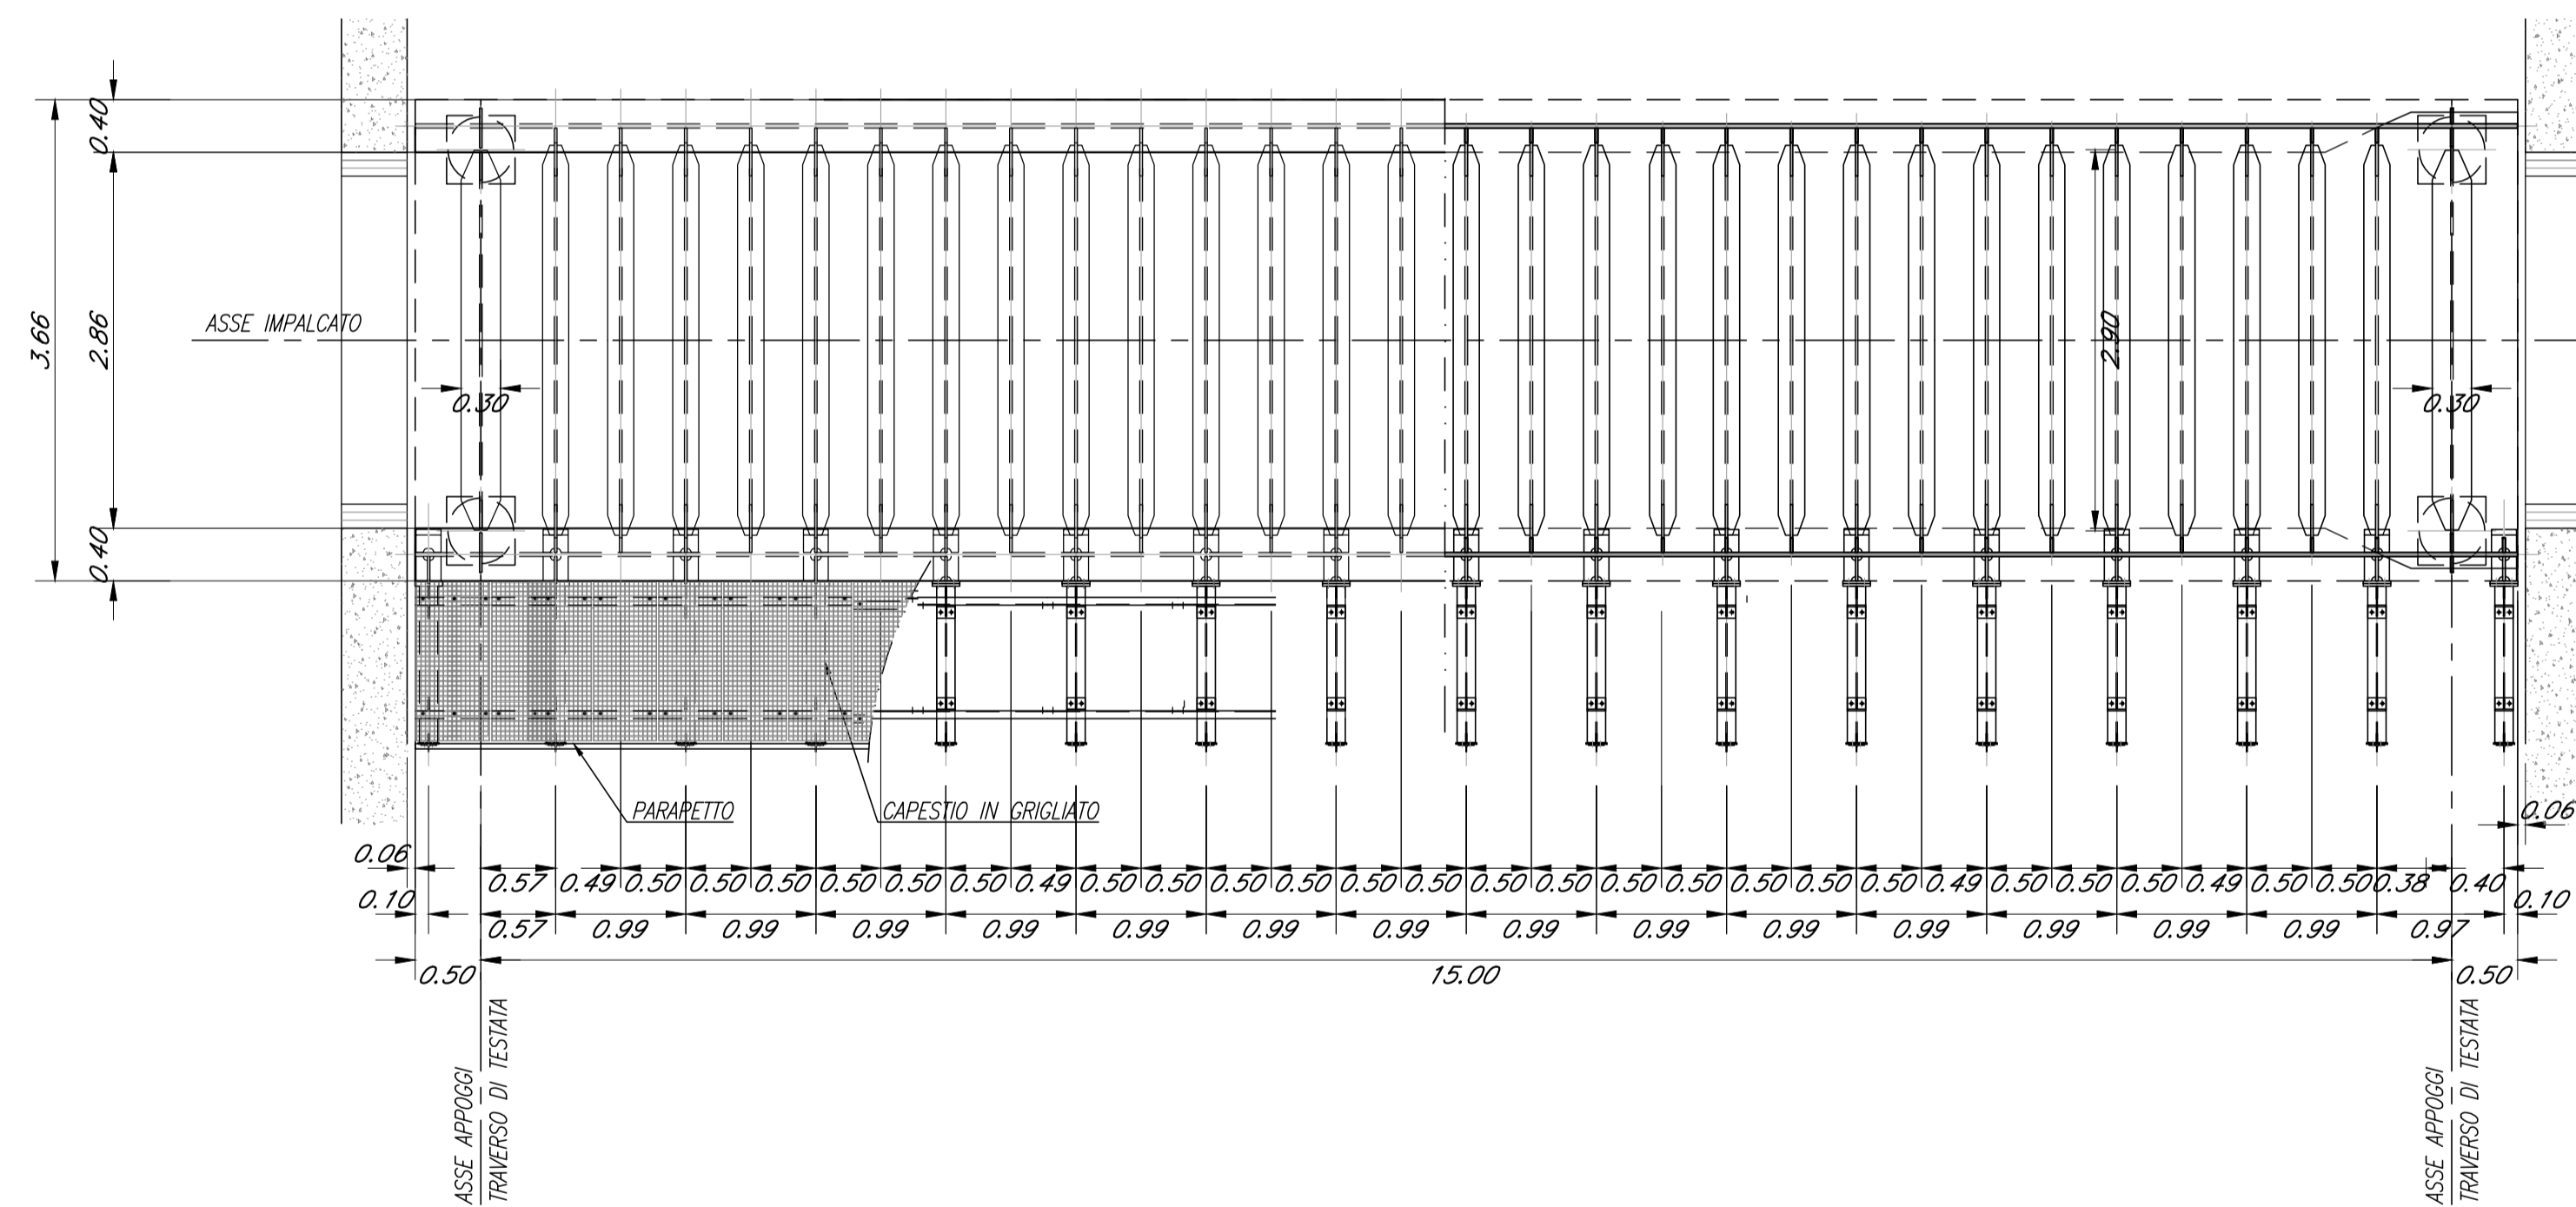 0.40
3.66
2.86
0.40
ASSE IMPALCATO
0.30
2.90
0.30
PARAPETTO
CAPESTIO IN GRIGLIATO
0.06
0.06
0.57 0.49 0.50 0.50 0.50 0.50 0.50 0.50 0.49 0.50 0.50 0.50 0.50 0.50 0.50 0.50 0.50 0.50 0.50 0.50 0.50 0.50 0.49 0.50 0.50 0.50 0.49 0.50 0.50 0.38 0.40
0.10
0.10
0.57 0.99 0.99 0.99 0.99 0.99 0.99 0.99 0.99 0.99 0.99 0.99 0.99 0.99 0.99 0.97
0.50 15.00 0.50
ASSE APPOGGI
TRAVERSO DI TESTATA
ASSE APPOGGI
TRAVERSO DI TESTATA